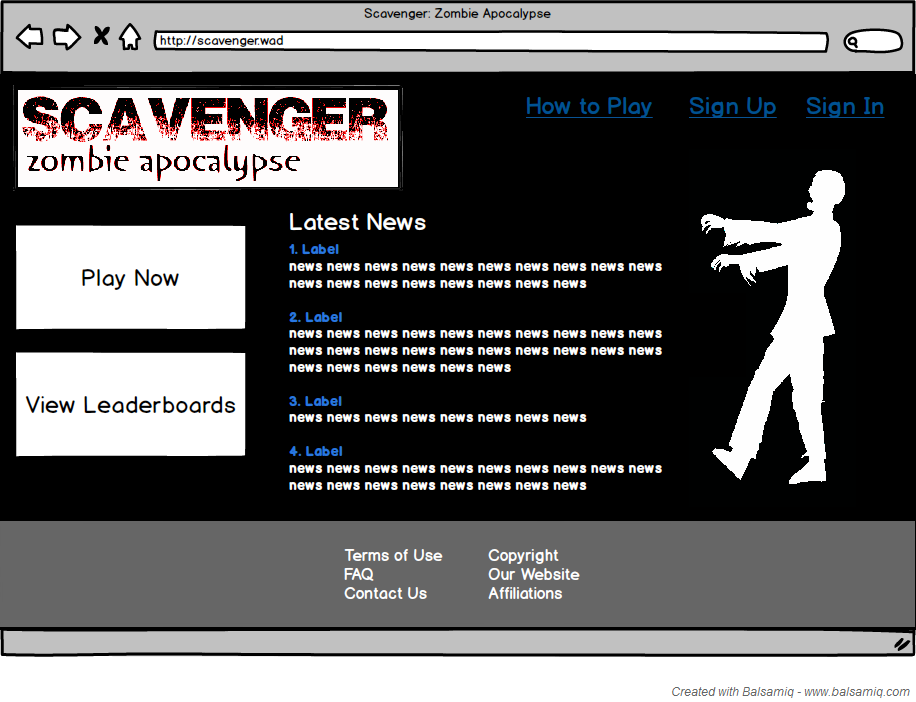 Scavenger: Zombie Apocalypse
http://scavenger.wad
SCAVENGER
zombie apocalypse
How to Play Sign Up Sign In
Play Now
View Leaderboards
Latest News
1. Label
news news news news news news news news news news
news news news news news news news news
2. Label
news news news news news news news news news news
news news news news news news news news news news
news news news news news news
3. Label
news news news news news news news news
4. Label
news news news news news news news news news news
news news news news news news news news
Terms of Use Copyright
FAQ Our Website
Contact Us Affiliations
Created with Balsamiq - www.balsamiq.com